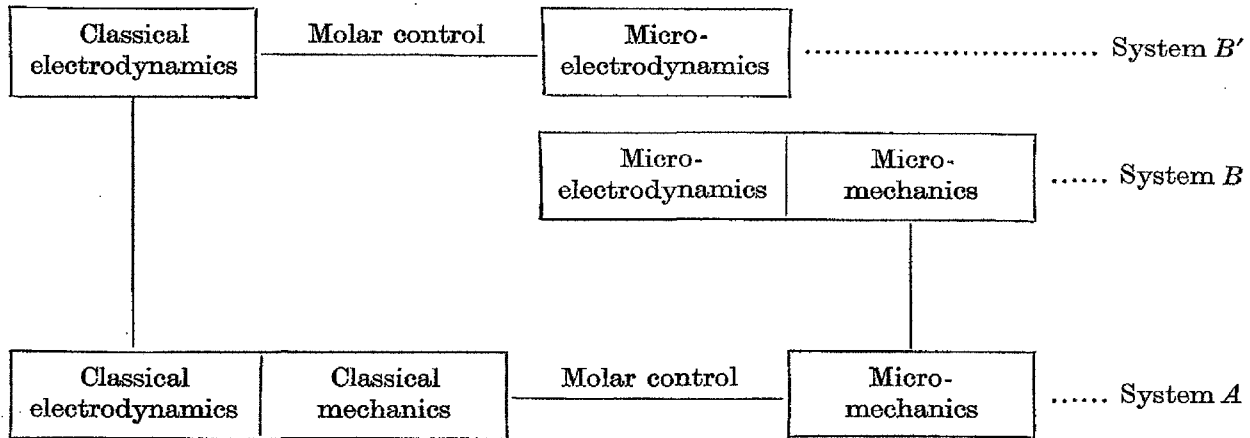 Classical
electrodynamics
Molar control
Micro-
electrodynamics
.............................. System B′
Micro-
electrodynamics
Micro-
mechanics
...... System B
Classical
electrodynamics
Classical
mechanics
Molar control
Micro-
mechanics
...... System A